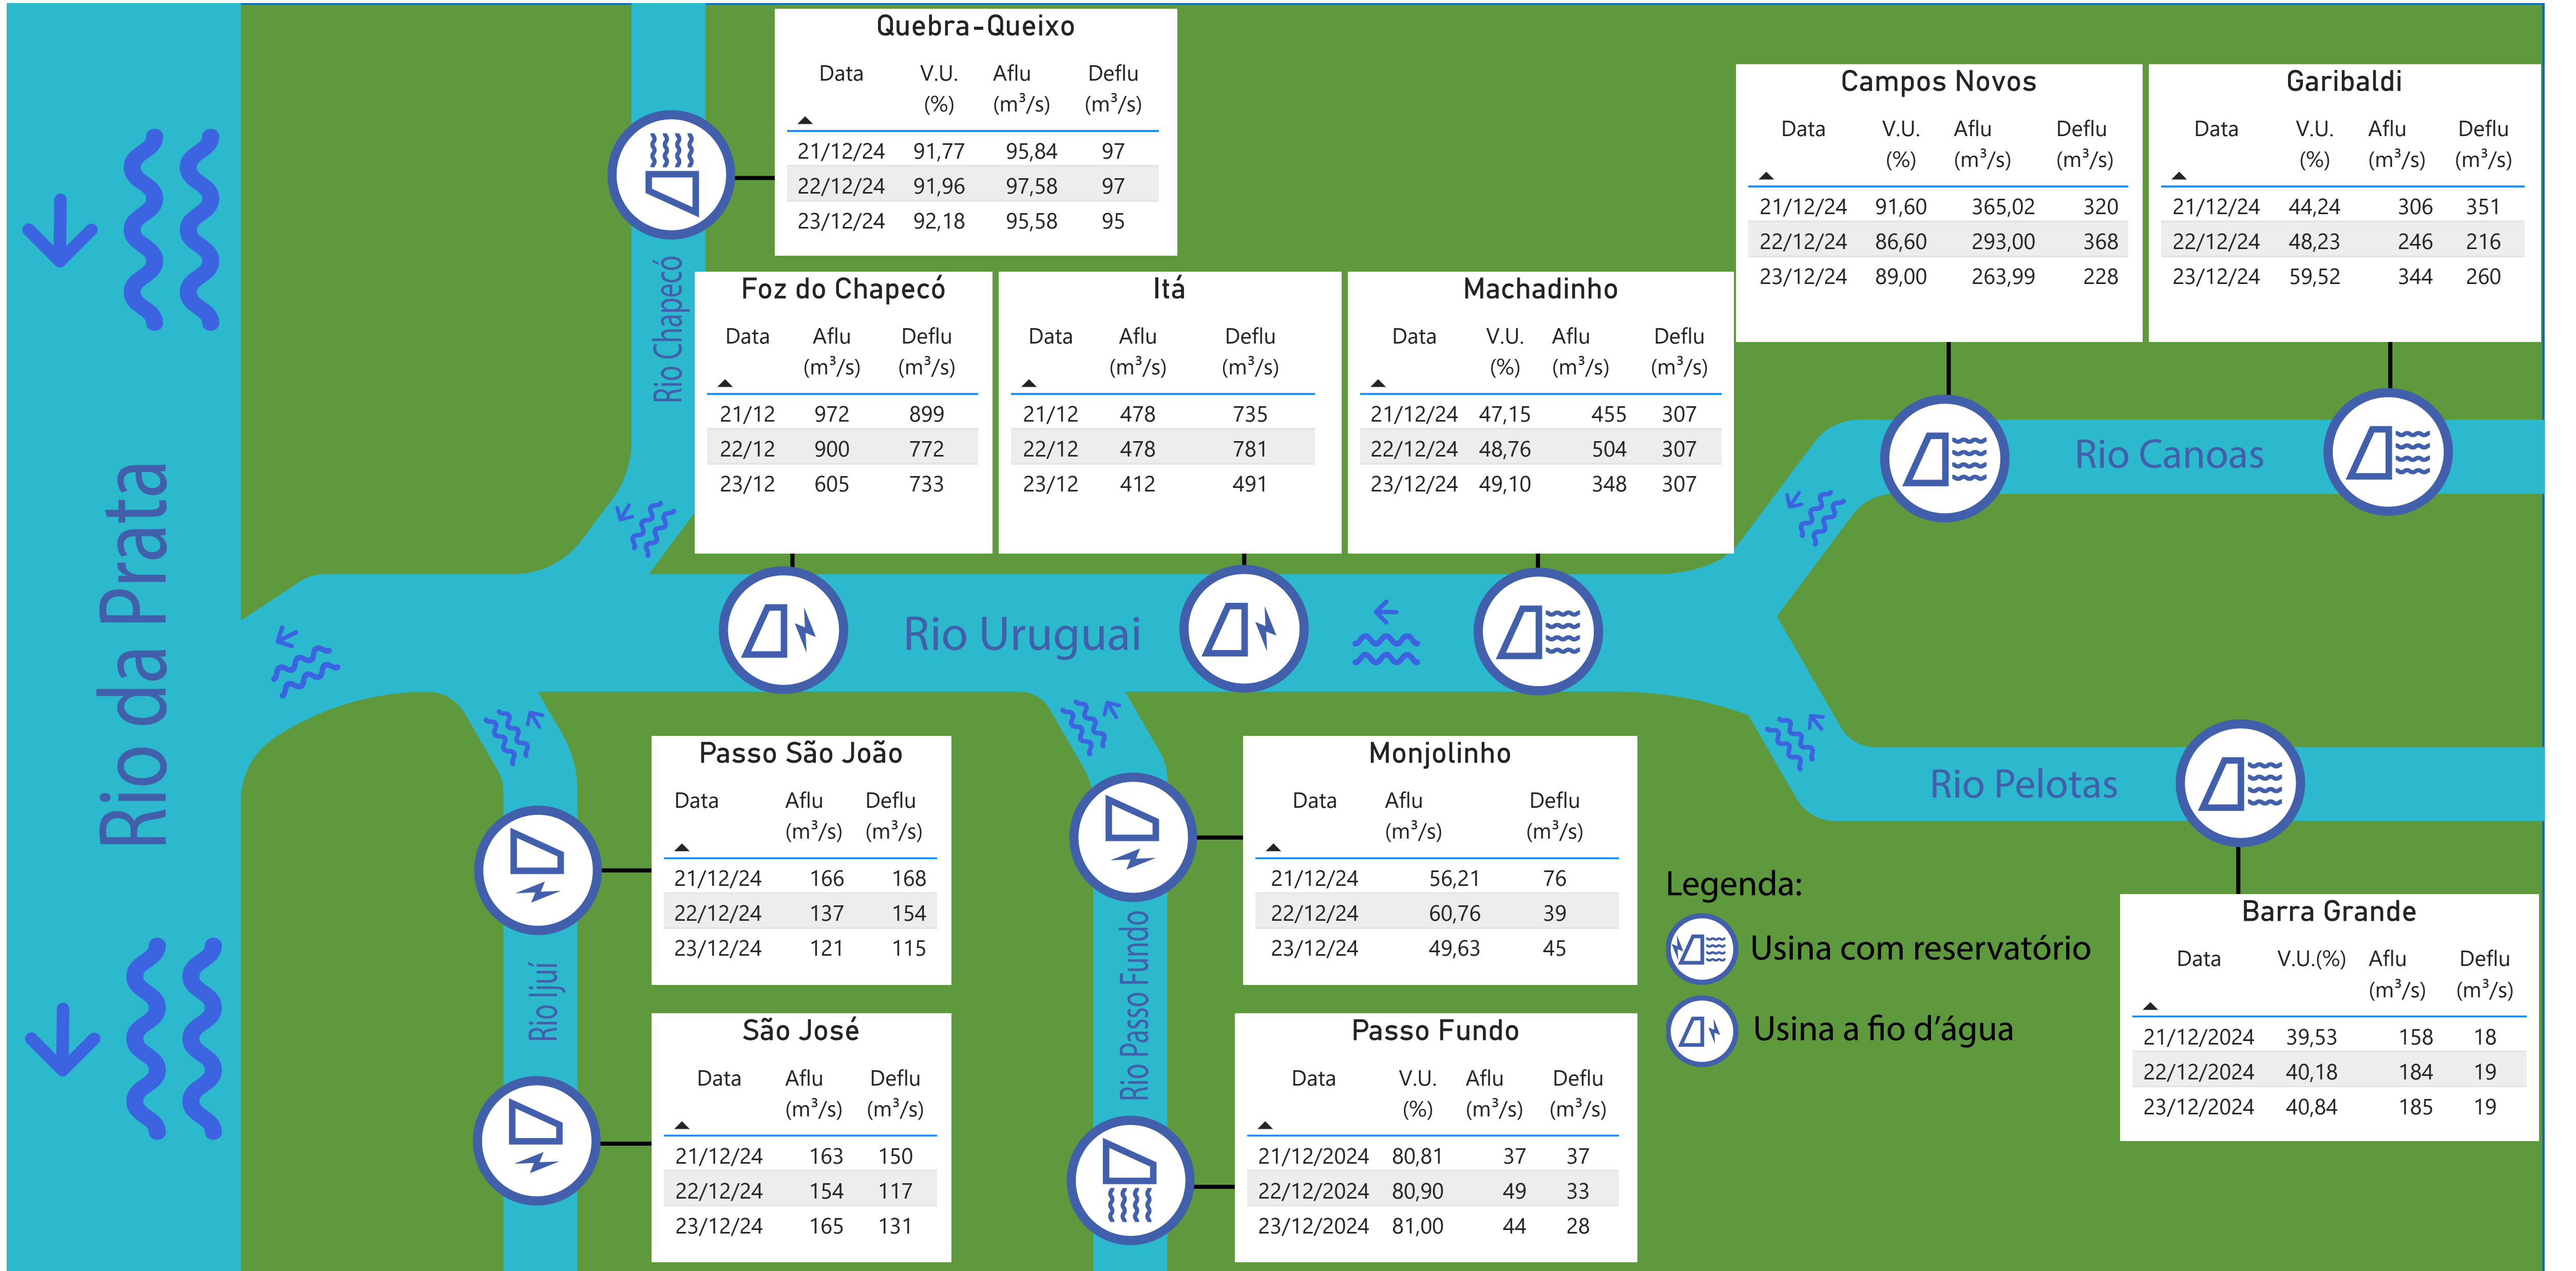 Quebra-Queixo
Data V.U. (%) Aflu (m³/s) Deflu (m³/s)
21/12/24 91,77 95,84 97
22/12/24 91,96 97,58 97
23/12/24 92,18 95,58 95
Campos Novos
Data V.U. (%) Aflu (m³/s) Deflu (m³/s)
21/12/24 91,60 365,02 320
22/12/24 86,60 293,00 368
23/12/24 89,00 263,99 228
Garibaldi
Data V.U. (%) Aflu (m³/s) Deflu (m³/s)
21/12/24 44,24 306 351
22/12/24 48,23 246 216
23/12/24 59,52 344 260
Rio Chapecó
Foz do Chapecó
Data Aflu (m³/s) Deflu (m³/s)
21/12 972 899
22/12 900 772
23/12 605 733
Itá
Data Aflu (m³/s) Deflu (m³/s)
21/12 478 735
22/12 478 781
23/12 412 491
Machadinho
Data V.U. (%) Aflu (m³/s) Deflu (m³/s)
21/12/24 47,15 455 307
22/12/24 48,76 504 307
23/12/24 49,10 348 307
Rio Canoas
Rio da Prata
Rio Uruguai
Rio Pelotas
Passo São João
Data Aflu (m³/s) Deflu (m³/s)
21/12/24 166 168
22/12/24 137 154
23/12/24 121 115
Monjolinho
Data Aflu (m³/s) Deflu (m³/s)
21/12/24 56,21 76
22/12/24 60,76 39
23/12/24 49,63 45
Legenda:
Usina com reservatório
Usina a fio d'água
Barra Grande
Data V.U.(%) Aflu (m³/s) Deflu (m³/s)
21/12/2024 39,53 158 18
22/12/2024 40,18 184 19
23/12/2024 40,84 185 19
Rio Ijuí
São José
Data Aflu (m³/s) Deflu (m³/s)
21/12/24 163 150
22/12/24 154 117
23/12/24 165 131
Rio Passo Fundo
Passo Fundo
Data V.U. (%) Aflu (m³/s) Deflu (m³/s)
21/12/2024 80,81 37 37
22/12/2024 80,90 49 33
23/12/2024 81,00 44 28